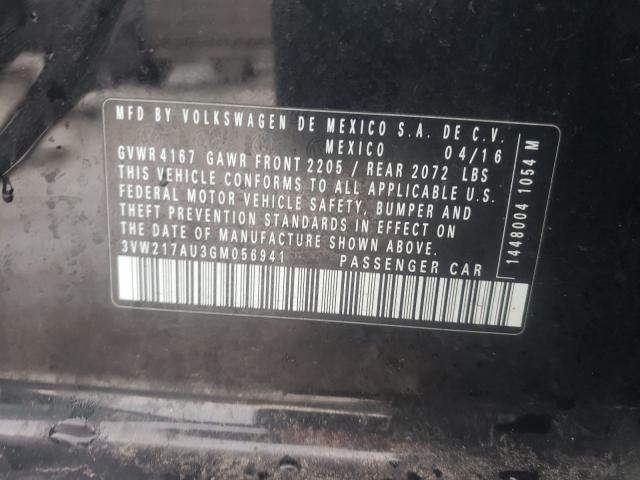 MFD BY VOLKSWAGEN DE MEXICO S.A. DE C.V.
MEXICO 04/16
GVWR 4167 GAWR FRONT 2205 / REAR 2072 LBS
THIS VEHICLE CONFORMS TO ALL APPLICABLE U.S.
FEDERAL MOTOR VEHICLE SAFETY, BUMPER AND
THEFT PREVENTION STANDARDS IN EFFECT ON
THE DATE OF MANUFACTURE SHOWN ABOVE.
3VW217AU3GM056941 PASSENGER CAR
1448004 1054 M